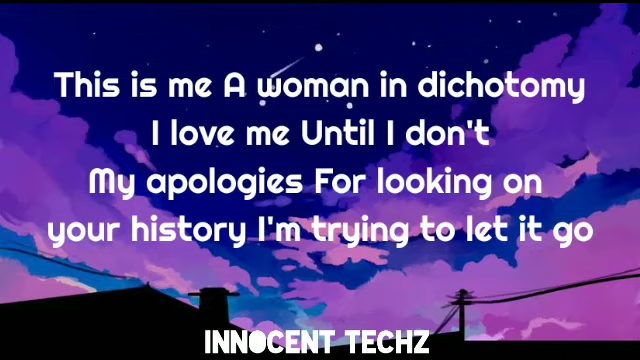 This is me A woman in dichotomy
I love me Until I don't
My apologies For looking on
your history I'm trying to let it go
INNOCENT TECHZ